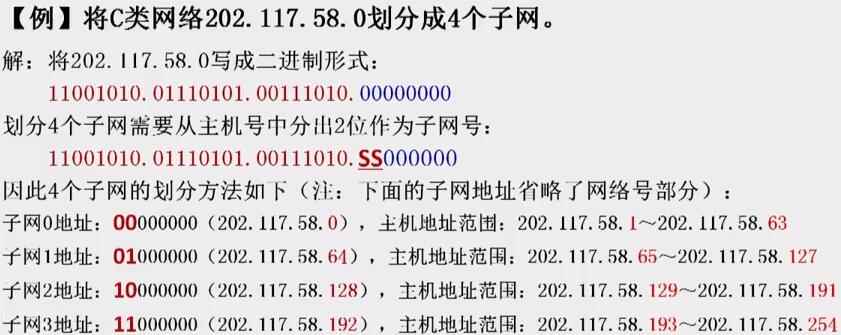 【例】将C类网络202.117.58.0划分成4个子网。
解：将202.117.58.0写成二进制形式：
11001010.01110101.00111010.00000000
划分4个子网需要从主机号中分出2位作为子网号：
11001010.01110101.00111010.SS000000
因此4个子网的划分方法如下（注：下面的子网地址省略了网络号部分）：
子网0地址：00000000（202.117.58.0），主机地址范围：202.117.58.1～202.117.58.63
子网1地址：01000000（202.117.58.64），主机地址范围：202.117.58.65～202.117.58.127
子网2地址：10000000（202.117.58.128），主机地址范围：202.117.58.129～202.117.58.191
子网3地址：11000000（202.117.58.192），主机地址范围：202.117.58.193～202.117.58.254